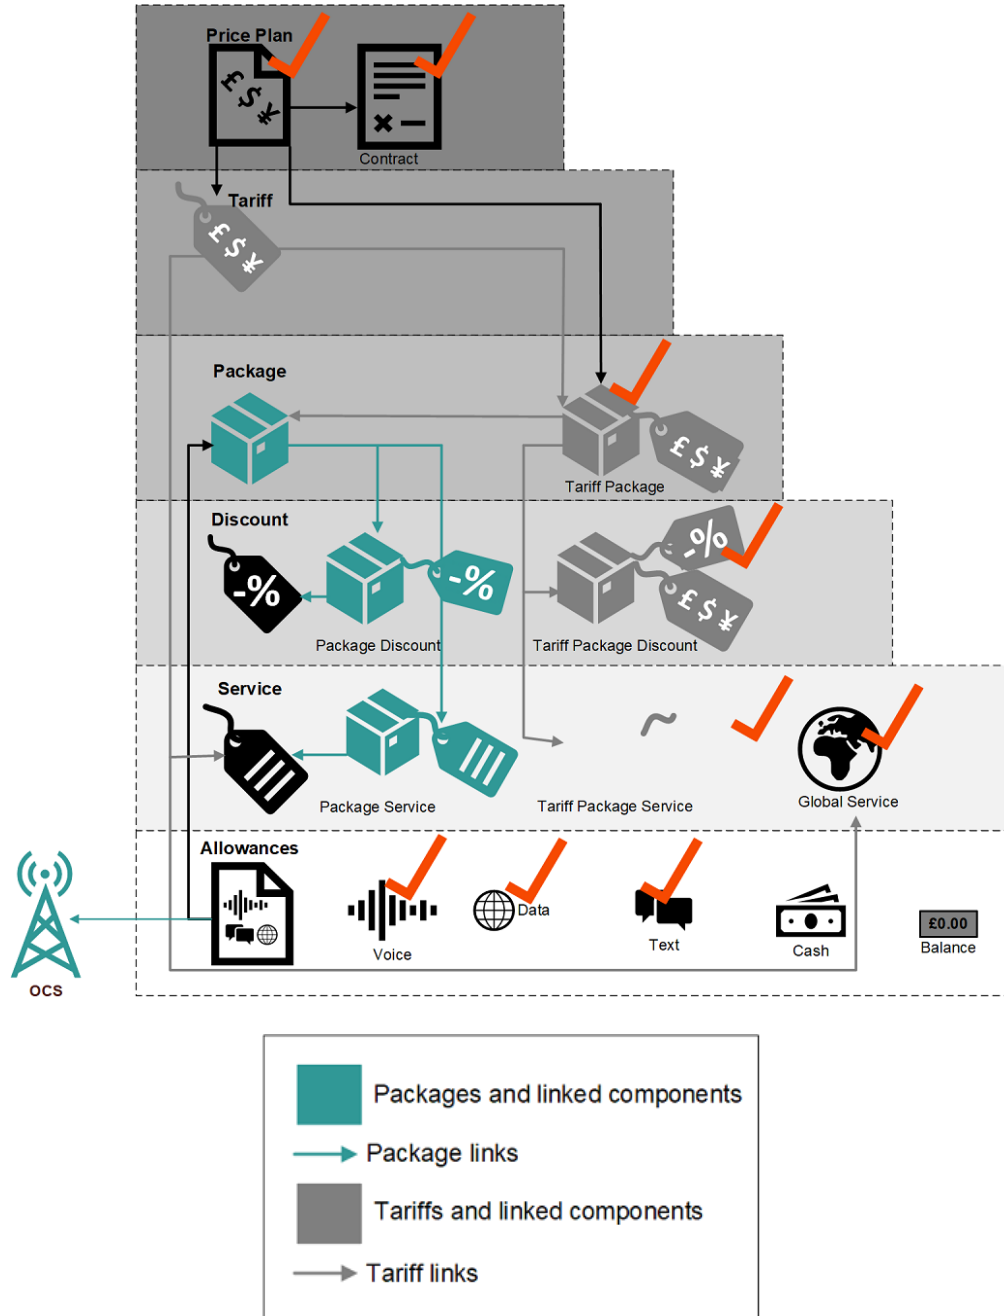 Price Plan
£ $ ¥
Contract
Tariff
£ $ ¥
Package
£ $ ¥
Tariff Package
Discount
-%
-%
-%
£ $ ¥
Package Discount
Tariff Package Discount
Service
Package Service
Tariff Package Service
Global Service
Allowances
Voice
Data
Text
Cash
£0.00
Balance
OCS
Packages and linked components
Package links
Tariffs and linked components
Tariff links